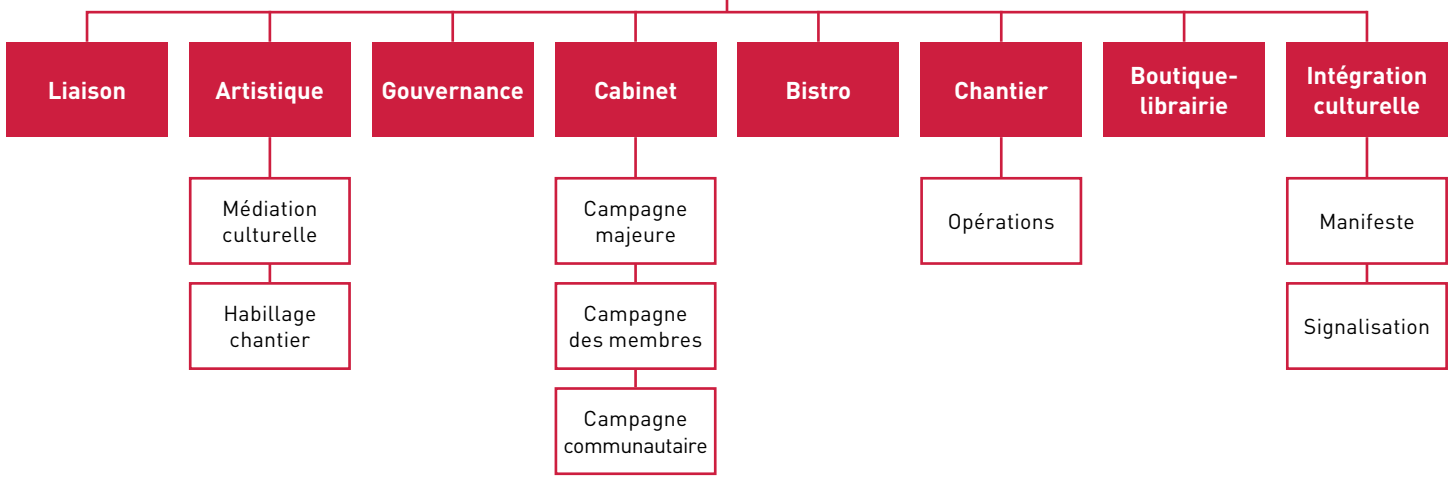 Liaison
Artistique
Gouvernance
Cabinet
Bistro
Chantier
Boutique-
librairie
Intégration
culturelle
Médiation
culturelle
Campagne
majeure
Opérations
Manifeste
Habillage
chantier
Campagne
des membres
Signalisation
Campagne
communautaire